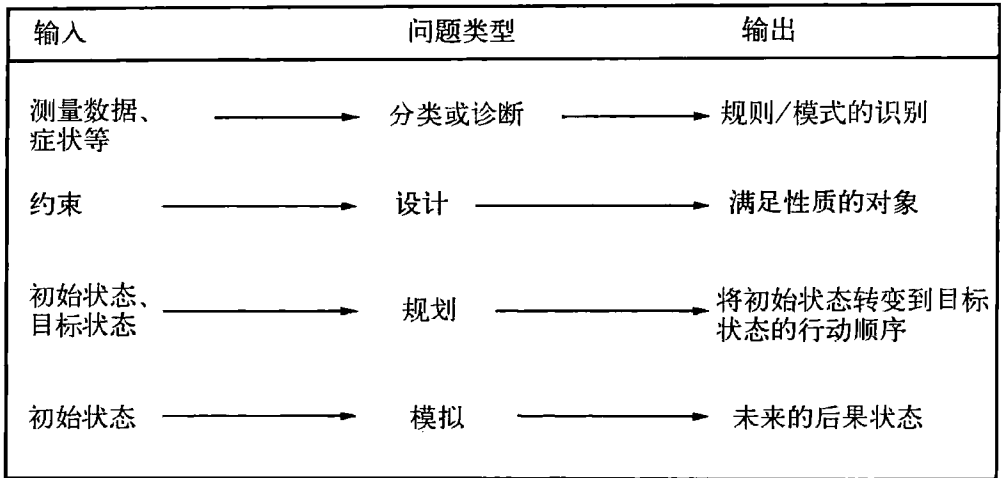 输入 问题类型 输出
测量数据、
症状等 分类或诊断 规则/模式的识别
约束 设计 满足性质的对象
初始状态、
目标状态 规划 将初始状态转变到目标
状态的行动顺序
初始状态 模拟 未来的后果状态